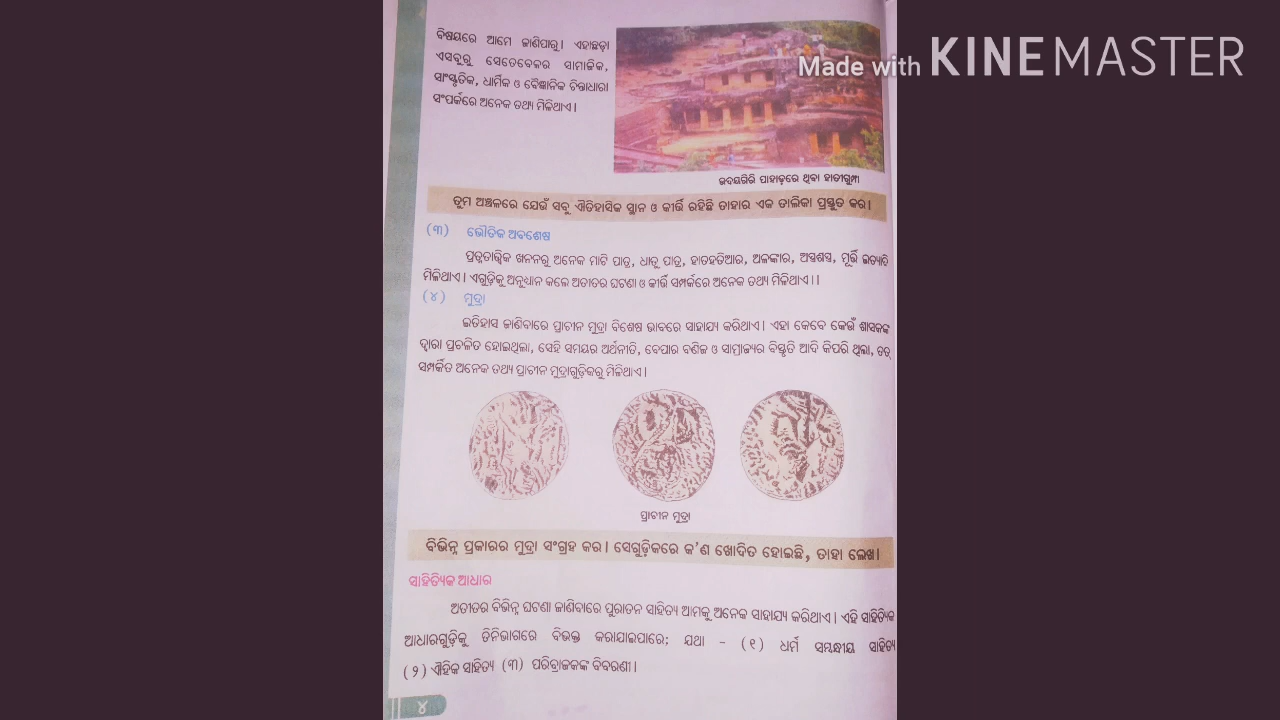 ବିଷୟରେ ଆମେ ଜାଣିପାରୁ। ଏହାଛଡ଼ା
ଏସବୁରୁ ସେତେବେଳର ସାମାଜିକ,
ସାଂସ୍କୃତିକ, ଧାର୍ମିକ ଓ ବୈଜ୍ଞାନିକ ଚିନ୍ତାଧାରା
ସଂପର୍କରେ ଅନେକ ତଥ୍ୟ ମିଳିଥାଏ।
Made with KINEMASTER
ଉଦୟଗିରି ପାହାଡ଼ରେ ଥିବା ହାତୀଗୁମ୍ଫା
ତୁମ ଅଞ୍ଚଳରେ ଯେଉଁ ସବୁ ଐତିହାସିକ ସ୍ଥାନ ଓ କୀର୍ତ୍ତି ରହିଛି ତାହାର ଏକ ତାଲିକା ପ୍ରସ୍ତୁତ କର।
(୩) ଭୌତିକ ଅବଶେଷ
ପ୍ରତ୍ନତାତ୍ତ୍ୱିକ ଖନନରୁ ଅନେକ ମାଟି ପାତ୍ର, ଧାତୁ ପାତ୍ର, ହାତହତିଆର, ଅଳଙ୍କାର, ଅସ୍ତ୍ରଶସ୍ତ୍ର, ମୂର୍ତ୍ତି ଇତ୍ୟାଦି
ମିଳିଥାଏ। ଏଗୁଡ଼ିକୁ ଅନୁଧ୍ୟାନ କଲେ ଅତୀତର ଘଟଣା ଓ କୀର୍ତ୍ତି ସମ୍ପର୍କରେ ଅନେକ ତଥ୍ୟ ମିଳିଥାଏ।।
(୪) ମୁଦ୍ରା
ଇତିହାସ ଜାଣିବାରେ ପ୍ରାଚୀନ ମୁଦ୍ରା ବିଶେଷ ଭାବରେ ସାହାଯ୍ୟ କରିଥାଏ। ଏହା କେବେ କେଉଁ ଶାସକଙ୍କ
ଦ୍ୱାରା ପ୍ରଚଳିତ ହୋଇଥିଲା, ସେହି ସମୟର ଅର୍ଥନୀତି, ବେପାର ବଣିଜ ଓ ସାମ୍ରାଜ୍ୟର ବିସ୍ତୃତି ଆଦି କିପରି ଥିଲା, ତତ୍
ସମ୍ପର୍କିତ ଅନେକ ତଥ୍ୟ ପ୍ରାଚୀନ ମୁଦ୍ରାଗୁଡ଼ିକରୁ ମିଳିଥାଏ।
ପ୍ରାଚୀନ ମୁଦ୍ରା
ବିଭିନ୍ନ ପ୍ରକାରର ମୁଦ୍ରା ସଂଗ୍ରହ କର। ସେଗୁଡ଼ିକରେ କ'ଣ ଖୋଦିତ ହୋଇଛି, ତାହା ଲେଖ।
ସାହିତ୍ୟିକ ଆଧାର
ଅତୀତର ବିଭିନ୍ନ ଘଟଣା ଜାଣିବାରେ ପୁରାତନ ସାହିତ୍ୟ ଆମକୁ ଅନେକ ସାହାଯ୍ୟ କରିଥାଏ। ଏହି ସାହିତ୍ୟିକ
ଆଧାରଗୁଡ଼ିକୁ ତିନିଭାଗରେ ବିଭକ୍ତ କରାଯାଇପାରେ; ଯଥା - (୧) ଧର୍ମ ସମ୍ବନ୍ଧୀୟ ସାହିତ୍ୟ
(୨) ଐହିକ ସାହିତ୍ୟ (୩) ପରିବ୍ରାଜକଙ୍କ ବିବରଣୀ।
୪